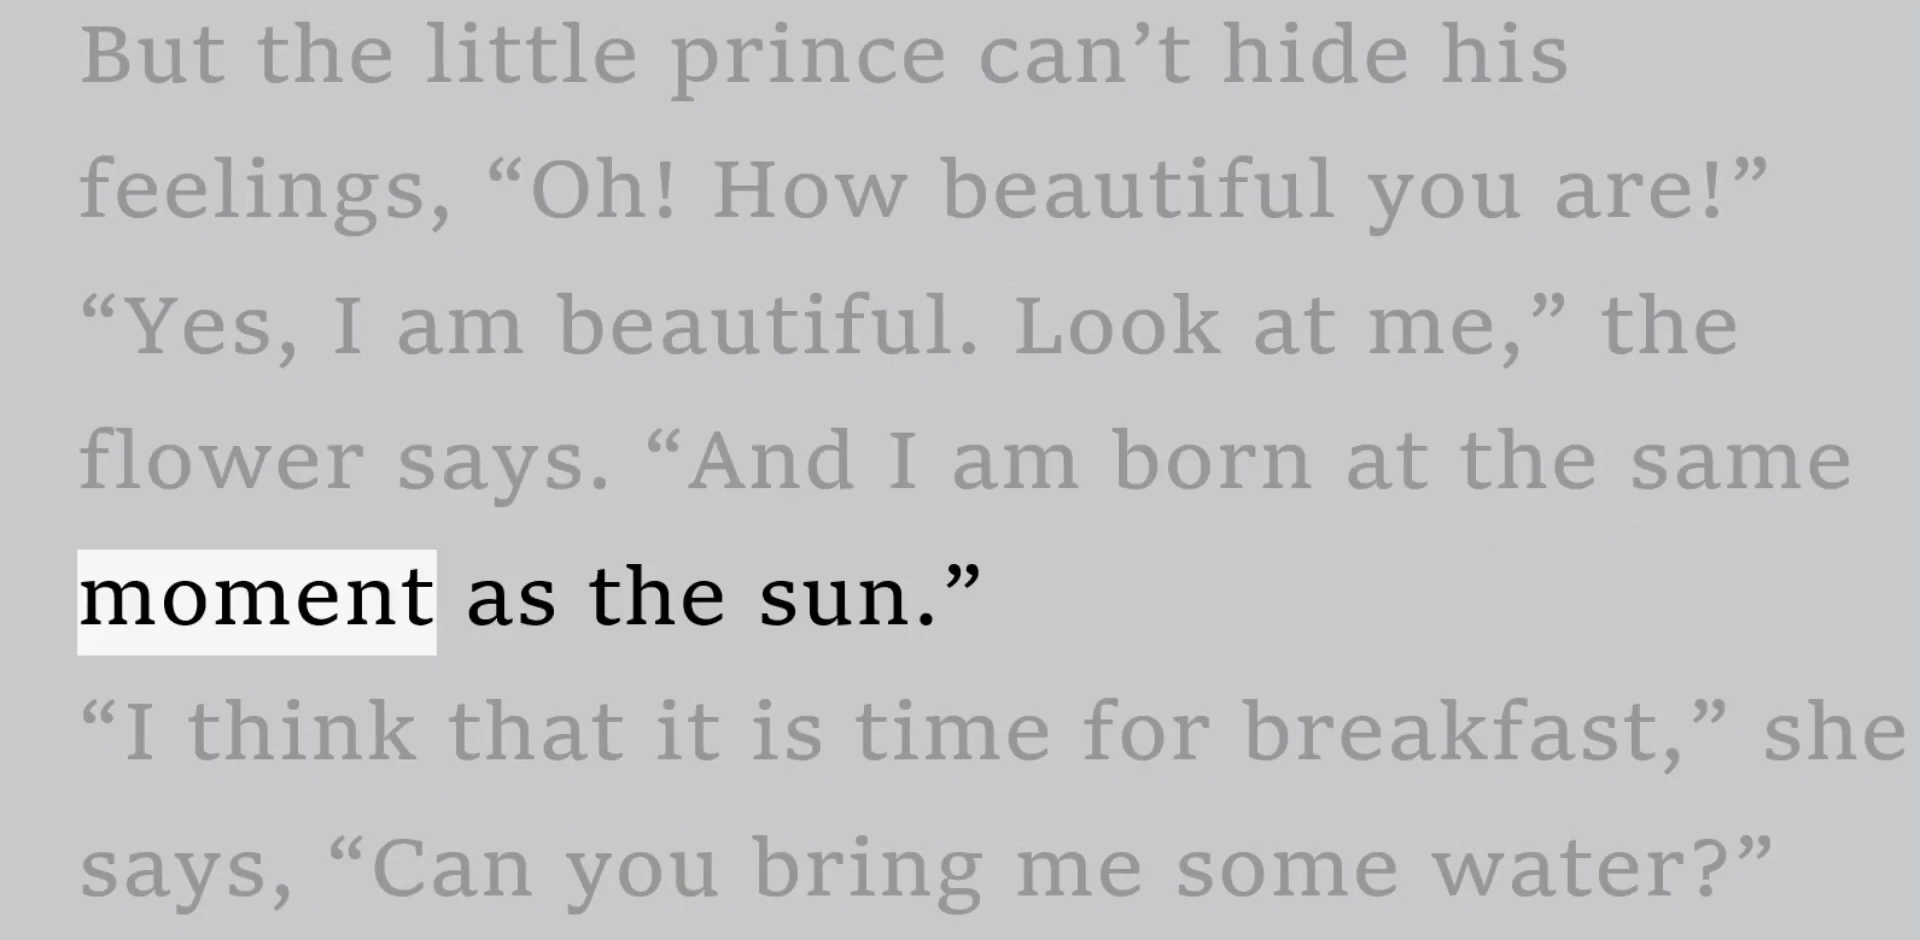 But the little prince can’t hide his
feelings, “Oh! How beautiful you are!”
“Yes, I am beautiful. Look at me,” the
flower says. “And I am born at the same
moment as the sun.”
“I think that it is time for breakfast,” she
says, “Can you bring me some water?”